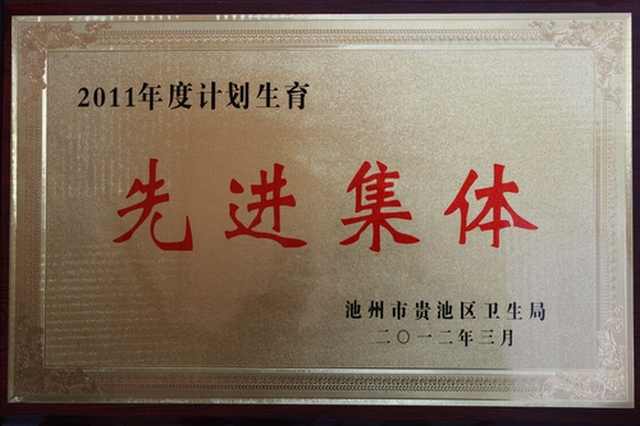 2011年度计划生育
先进集体
池州市贵池区卫生局
二〇一二年三月